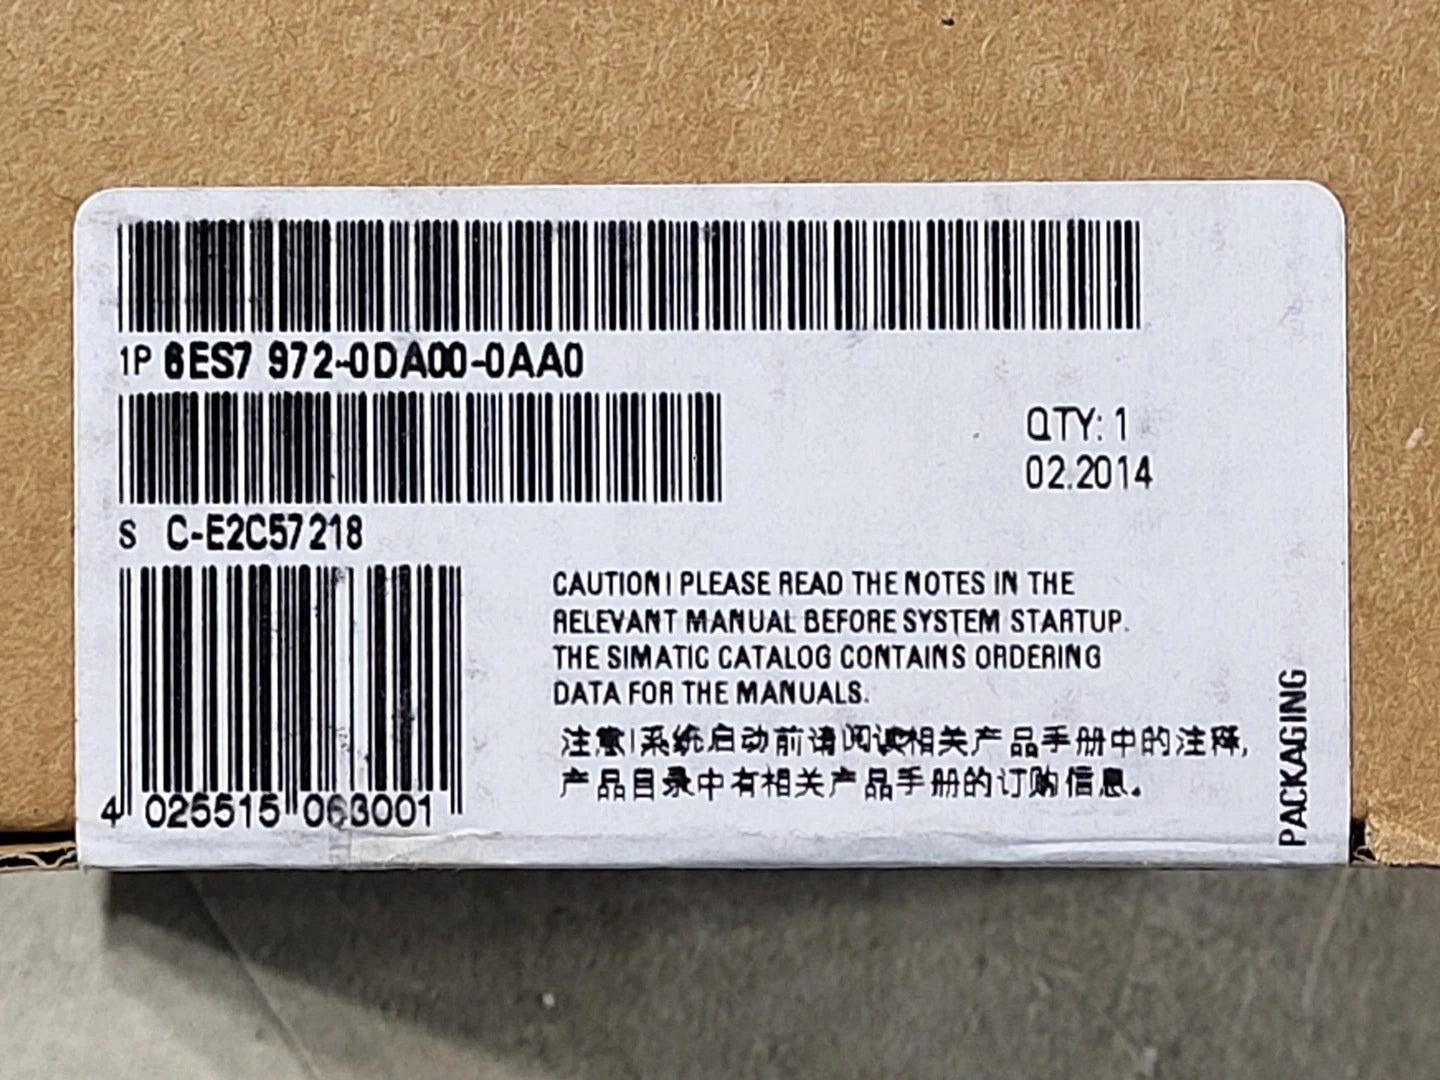 1P 6ES7 972-0DA00-0AA0
QTY: 1
02.2014
S C-E2C57218
CAUTION! PLEASE READ THE NOTES IN THE
RELEVANT MANUAL BEFORE SYSTEM STARTUP.
THE SIMATIC CATALOG CONTAINS ORDERING
DATA FOR THE MANUALS.
注意!系统启动前请阅读相关产品手册中的注释,
产品目录中有相关产品手册的订购信息。
4 025515 063001
PACKAGING